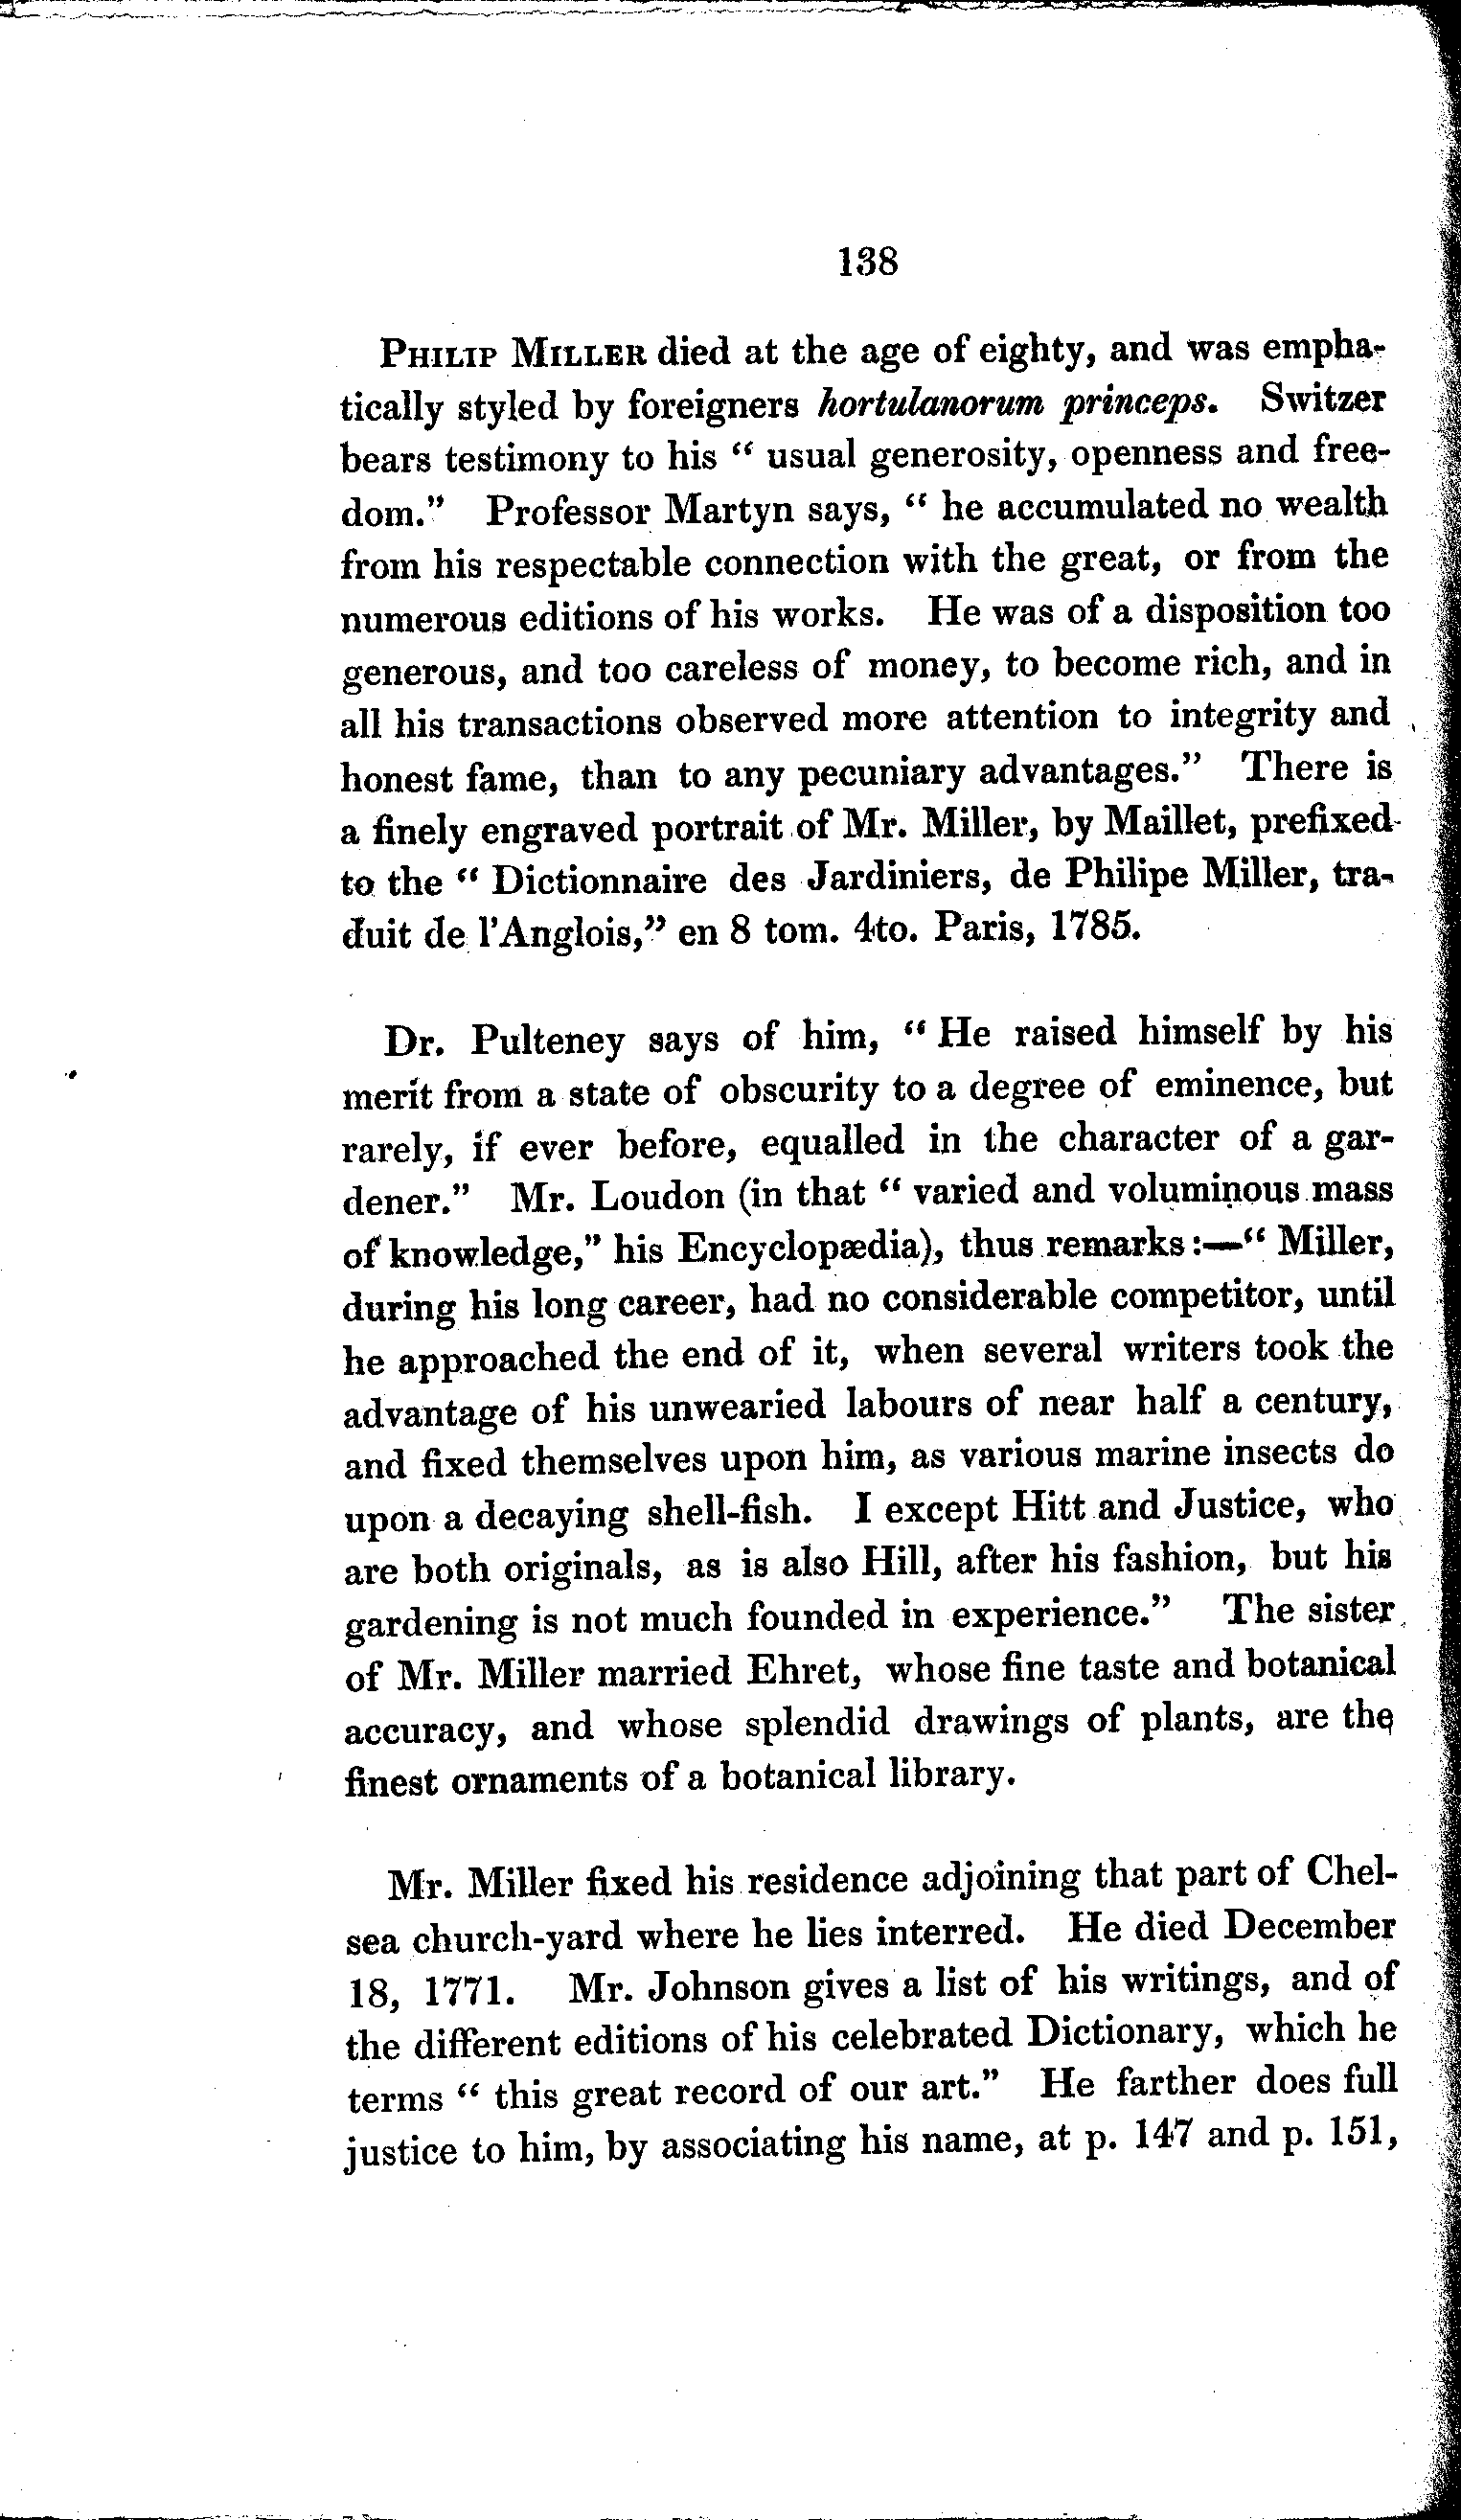 138
PHILIP MILLER died at the age of eighty, and was empha-
tically styled by foreigners hortulanorum princeps. Switzer
bears testimony to his “ usual generosity, openness and free-
dom.” Professor Martyn says, “ he accumulated no wealth
from his respectable connection with the great, or from the
numerous editions of his works. He was of a disposition too
generous, and too careless of money, to become rich, and in
all his transactions observed more attention to integrity and
honest fame, than to any pecuniary advantages.” There is
a finely engraved portrait of Mr. Miller, by Maillet, prefixed
to the “ Dictionnaire des Jardiniers, de Philipe Miller, tra-
duit de l'Anglois,” en 8 tom. 4to. Paris, 1785.
Dr. Pulteney says of him, “ He raised himself by his
merit from a state of obscurity to a degree of eminence, but
rarely, if ever before, equalled in the character of a gar-
dener.” Mr. Loudon (in that “ varied and voluminous mass
of knowledge,” his Encyclopædia), thus remarks:—“ Miller,
during his long career, had no considerable competitor, until
he approached the end of it, when several writers took the
advantage of his unwearied labours of near half a century,
and fixed themselves upon him, as various marine insects do
upon a decaying shell-fish. I except Hitt and Justice, who
are both originals, as is also Hill, after his fashion, but his
gardening is not much founded in experience.” The sister
of Mr. Miller married Ehret, whose fine taste and botanical
accuracy, and whose splendid drawings of plants, are the
finest ornaments of a botanical library.
Mr. Miller fixed his residence adjoining that part of Chel-
sea church-yard where he lies interred. He died December
18, 1771. Mr. Johnson gives a list of his writings, and of
the different editions of his celebrated Dictionary, which he
terms “ this great record of our art.” He farther does full
justice to him, by associating his name, at p. 147 and p. 151,